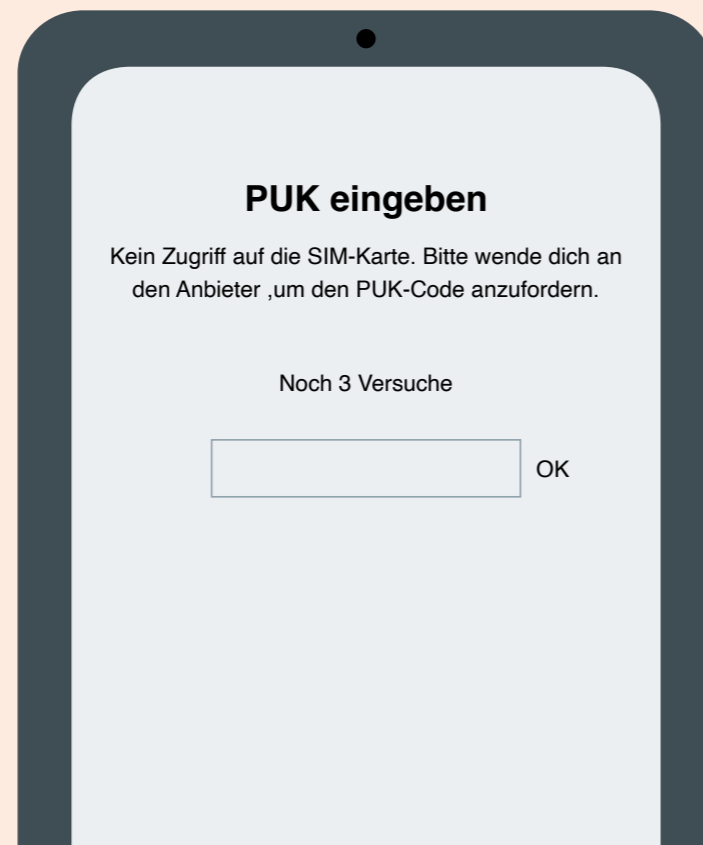 PUK eingeben
Kein Zugriff auf die SIM-Karte. Bitte wende dich an
den Anbieter ,um den PUK-Code anzufordern.
Noch 3 Versuche
OK